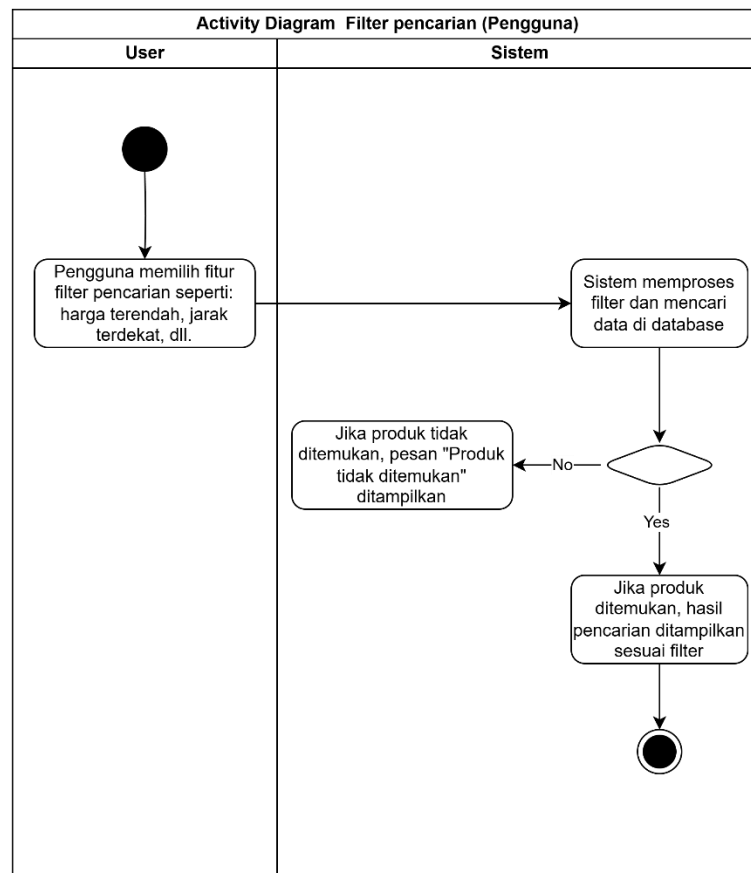 Activity Diagram  Filter pencarian (Pengguna)
User
Sistem
Pengguna memilih fitur
filter pencarian seperti:
harga terendah, jarak
terdekat, dll.
Sistem memproses
filter dan mencari
data di database
Jika produk tidak
ditemukan, pesan "Produk
tidak ditemukan"
ditampilkan
No
Yes
Jika produk
ditemukan, hasil
pencarian ditampilkan
sesuai filter